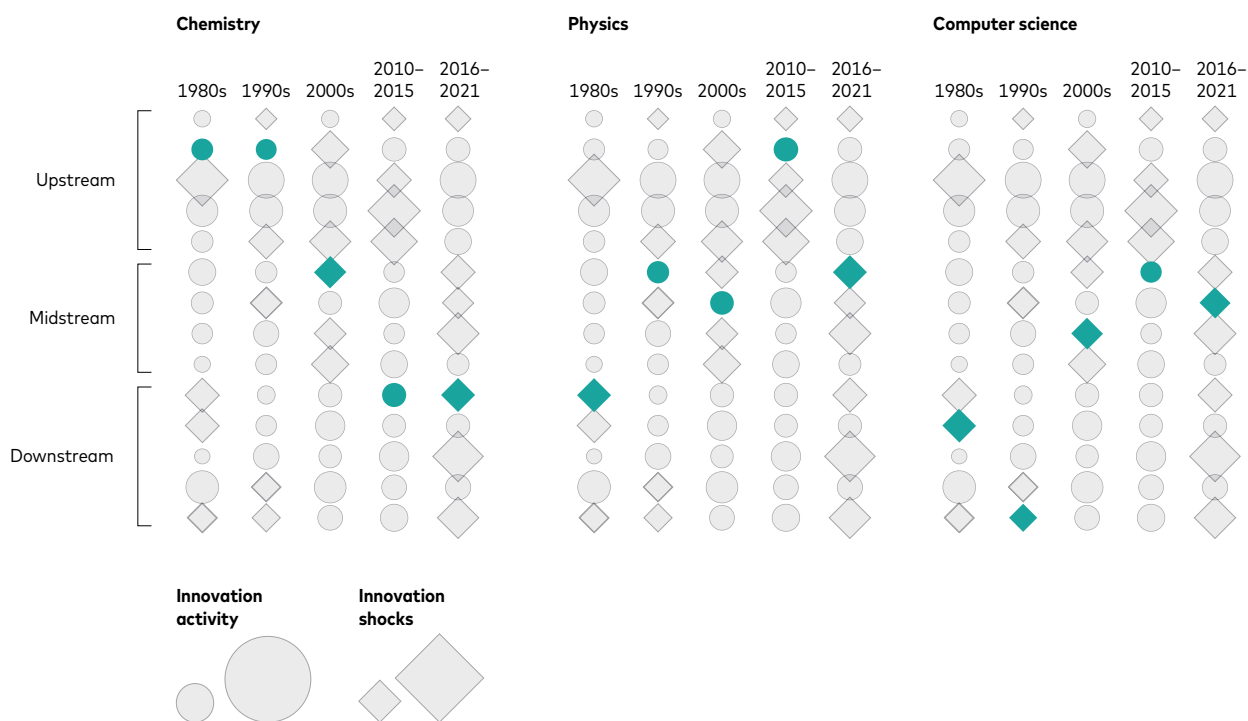 Chemistry
Physics
Computer science
1980s 1990s 2000s 2010–2015 2016–2021
1980s 1990s 2000s 2010–2015 2016–2021
1980s 1990s 2000s 2010–2015 2016–2021
Upstream
Midstream
Downstream
Innovation
activity
Innovation
shocks